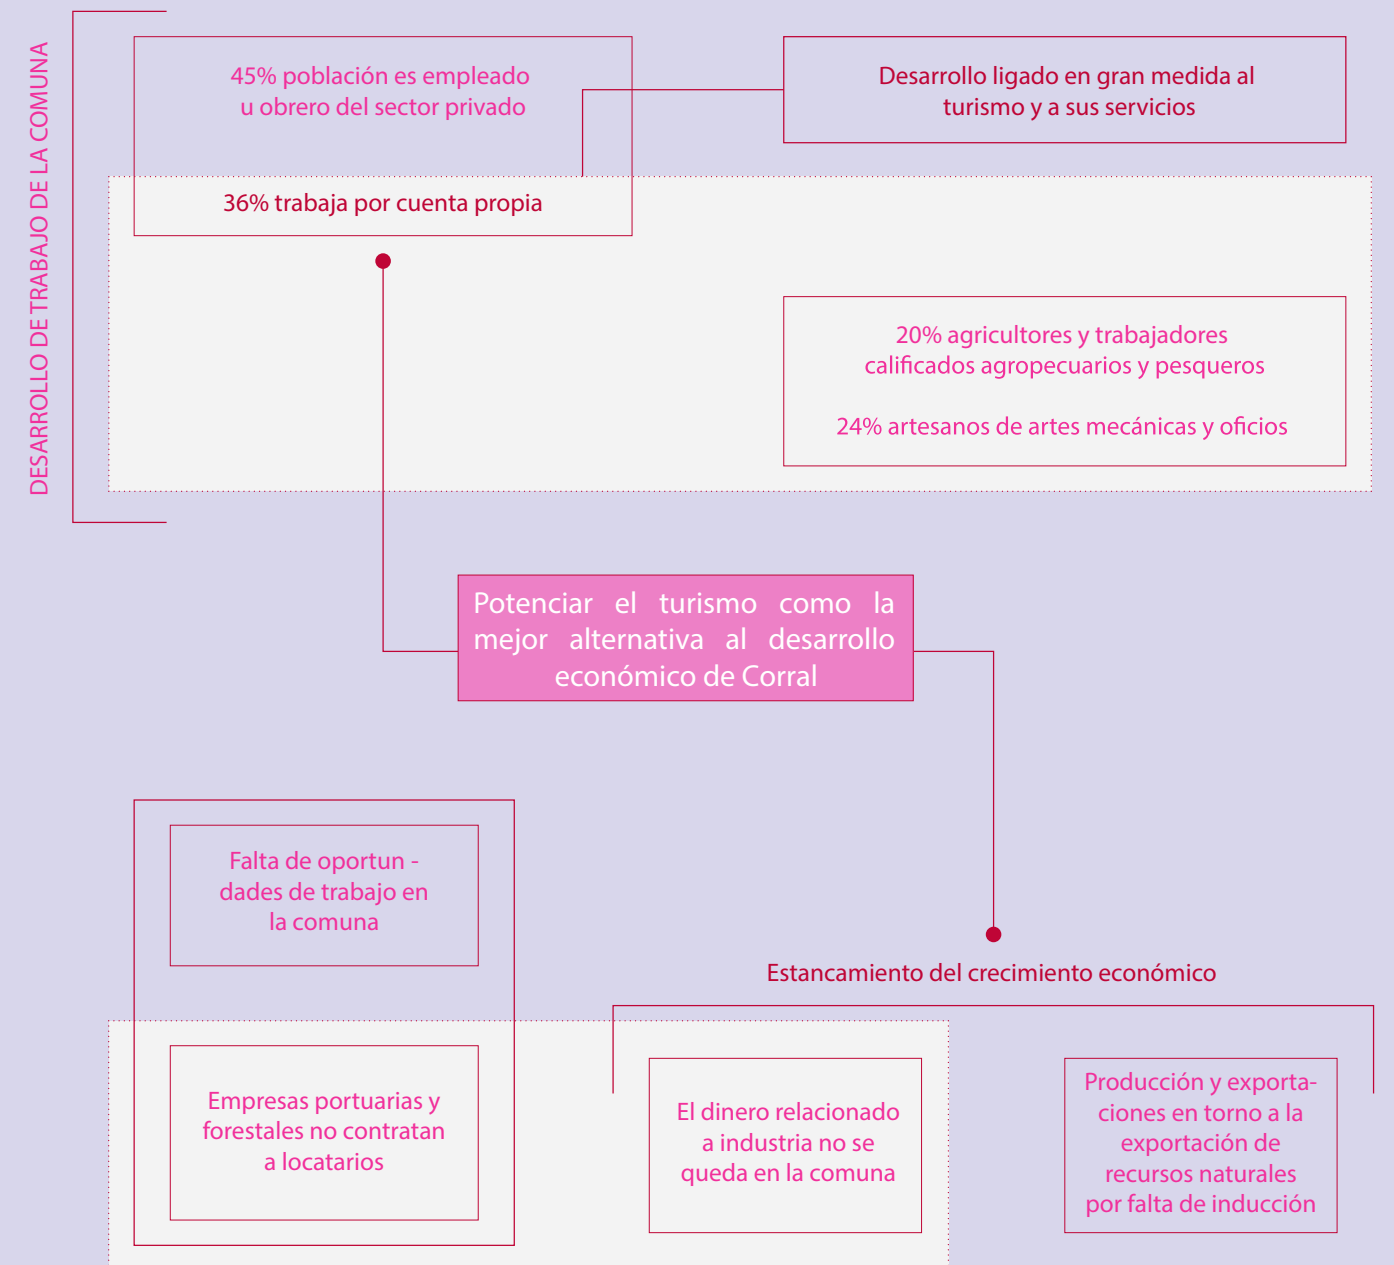 DESARROLLO DE TRABAJO DE LA COMUNA
45% población es empleado
u obrero del sector privado
36% trabaja por cuenta propia
Desarrollo ligado en gran medida al
turismo y a sus servicios
20% agricultores y trabajadores
calificados agropecuarios y pesqueros
24% artesanos de artes mecánicas y oficios
Potenciar el turismo como la
mejor alternativa al desarrollo
económico de Corral
Falta de oportun -
dades de trabajo en
la comuna
Empresas portuarias y
forestales no contratan
a locatarios
Estancamiento del crecimiento económico
El dinero relacionado
a industria no se
queda en la comuna
Producción y exporta-
ciones en torno a la
exportación de
recursos naturales
por falta de inducción